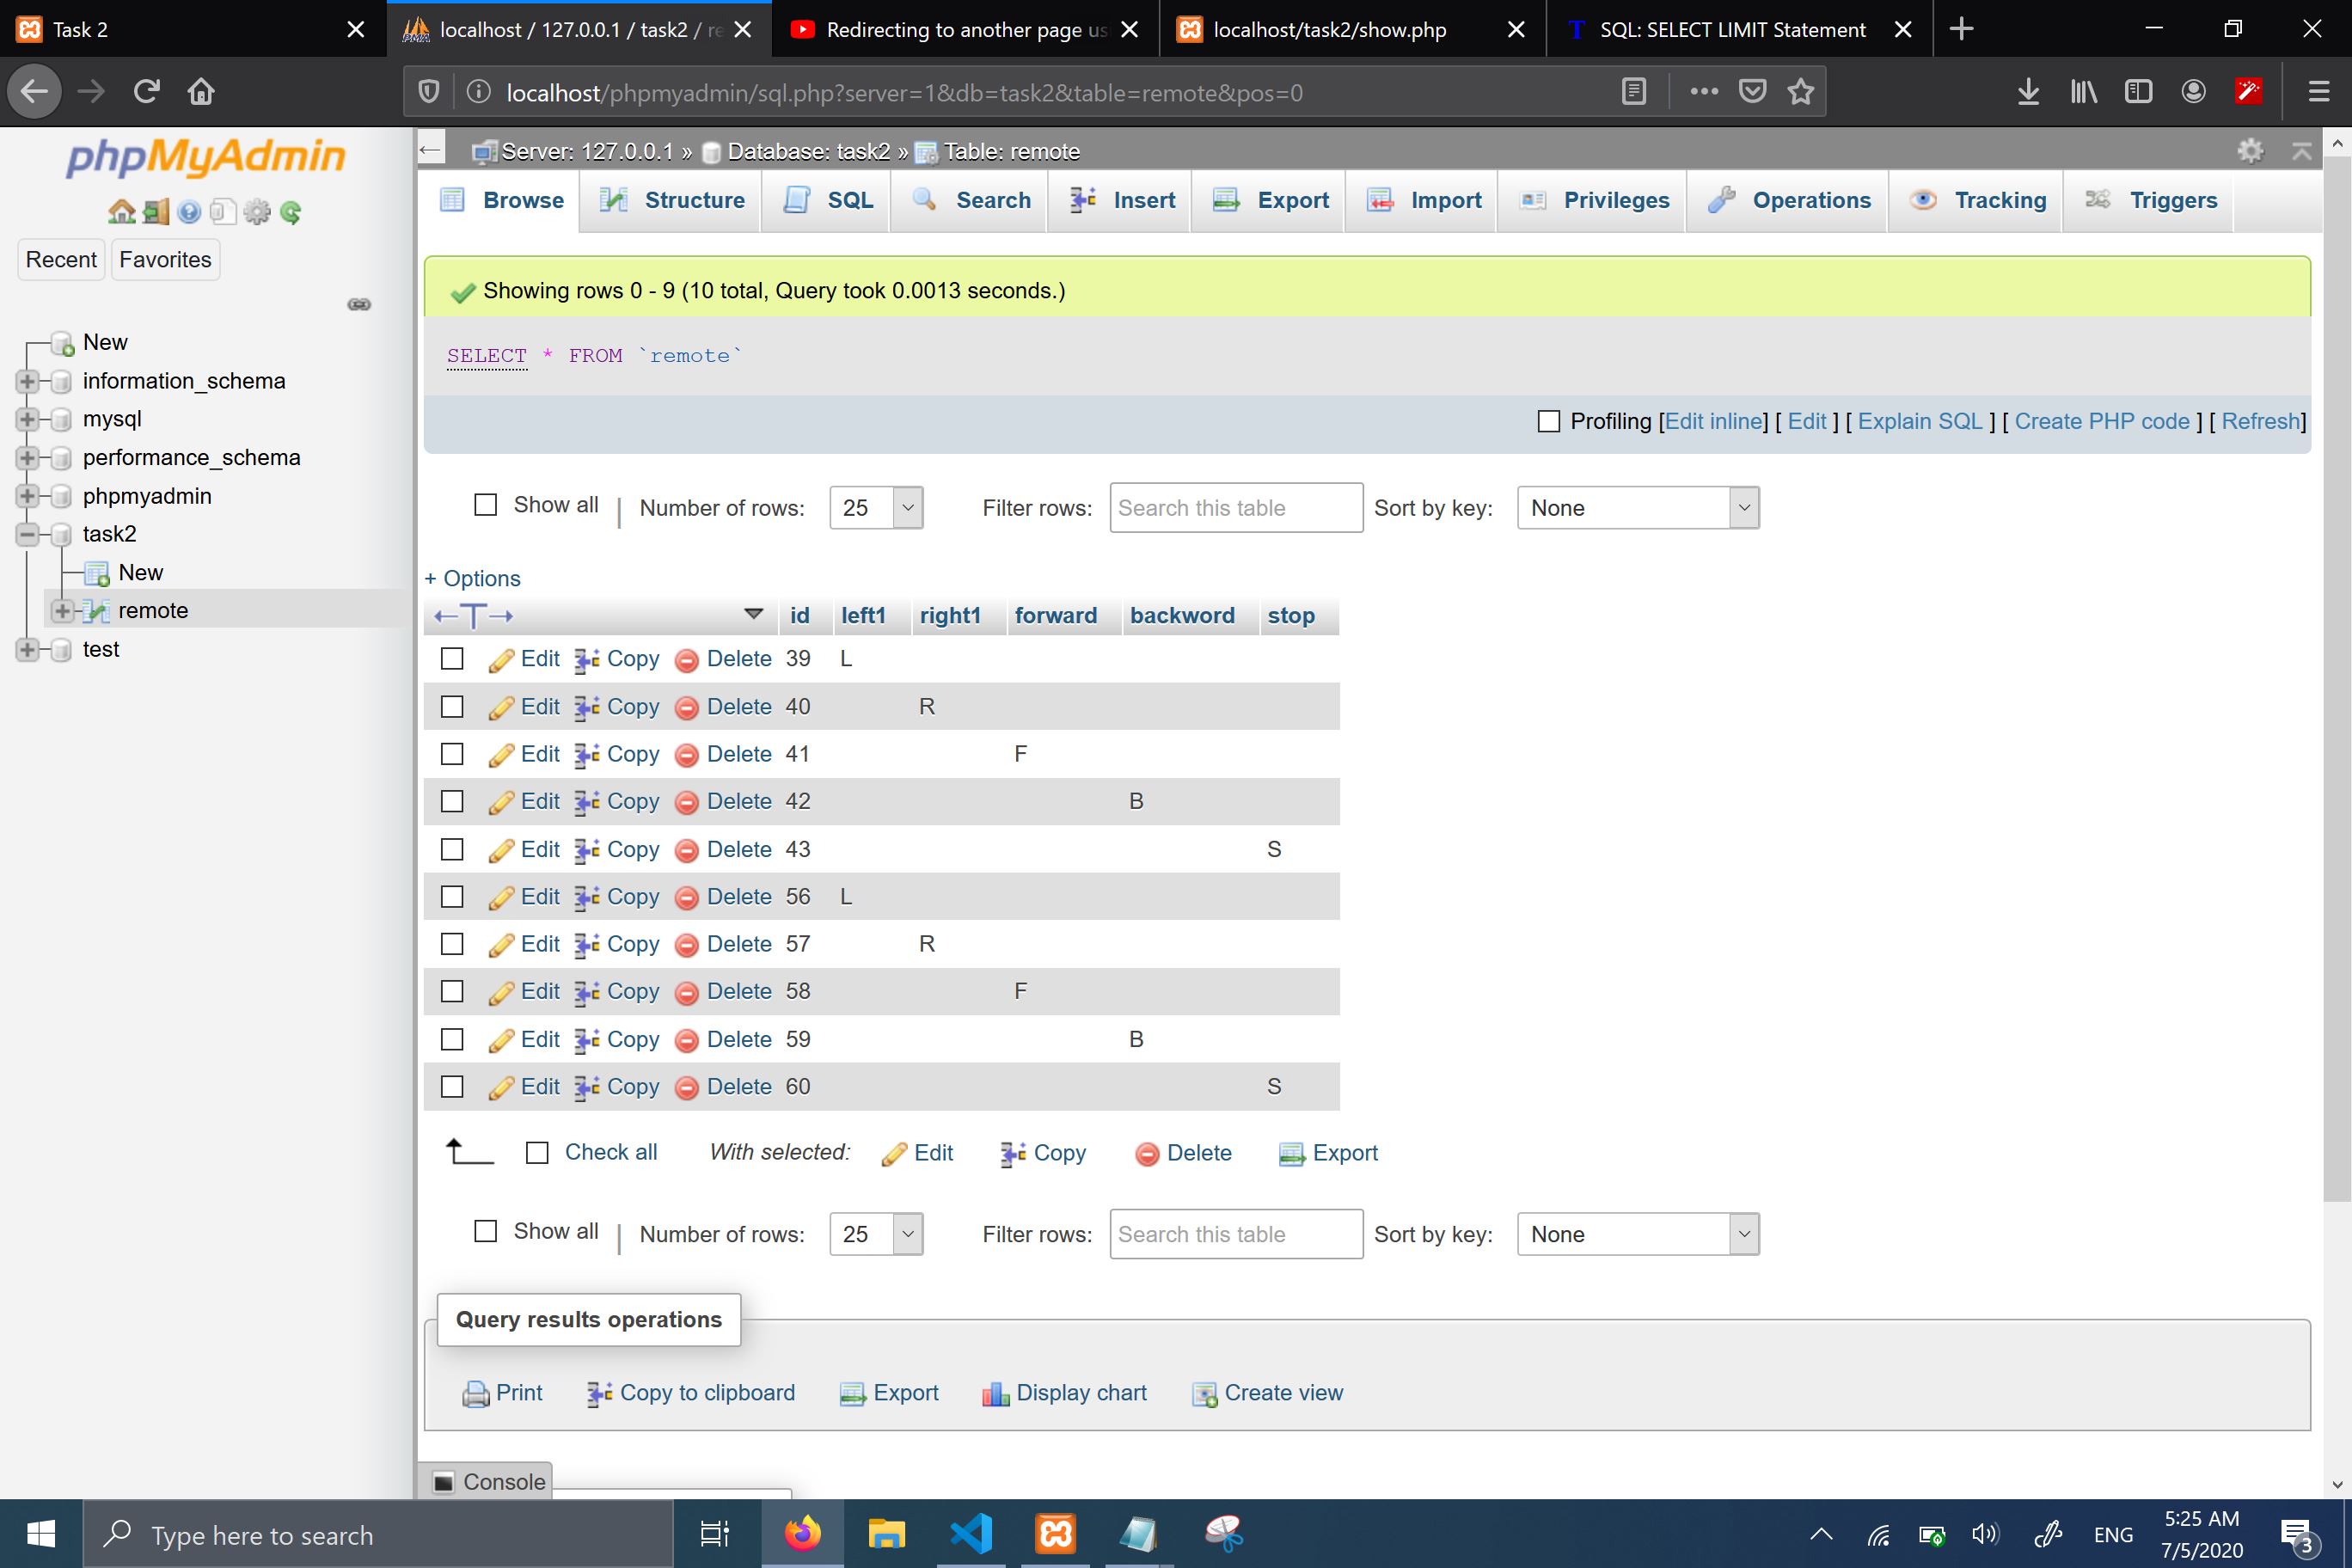 Task 2
localhost / 127.0.0.1 / task2 / re
Redirecting to another page us
localhost/task2/show.php
SQL: SELECT LIMIT Statement
localhost/phpmyadmin/sql.php?server=1&db=task2&table=remote&pos=0
phpMyAdmin
Recent
Favorites
New
information_schema
mysql
performance_schema
phpmyadmin
task2
New
remote
test
Server: 127.0.0.1 » Database: task2 » Table: remote
Browse Structure SQL Search Insert Export Import Privileges Operations Tracking Triggers
Showing rows 0 - 9 (10 total, Query took 0.0013 seconds.)
SELECT * FROM `remote`
Profiling [Edit inline] [ Edit ] [ Explain SQL ] [ Create PHP code ] [ Refresh]
Show all | Number of rows: 25 Filter rows: Search this table Sort by key: None
+ Options
←T→ id left1 right1 forward backword stop
Edit Copy Delete 39 L
Edit Copy Delete 40 R
Edit Copy Delete 41 F
Edit Copy Delete 42 B
Edit Copy Delete 43 S
Edit Copy Delete 56 L
Edit Copy Delete 57 R
Edit Copy Delete 58 F
Edit Copy Delete 59 B
Edit Copy Delete 60 S
Check all With selected: Edit Copy Delete Export
Show all | Number of rows: 25 Filter rows: Search this table Sort by key: None
Query results operations
Print Copy to clipboard Export Display chart Create view
Console
Type here to search
ENG
5:25 AM
7/5/2020
3